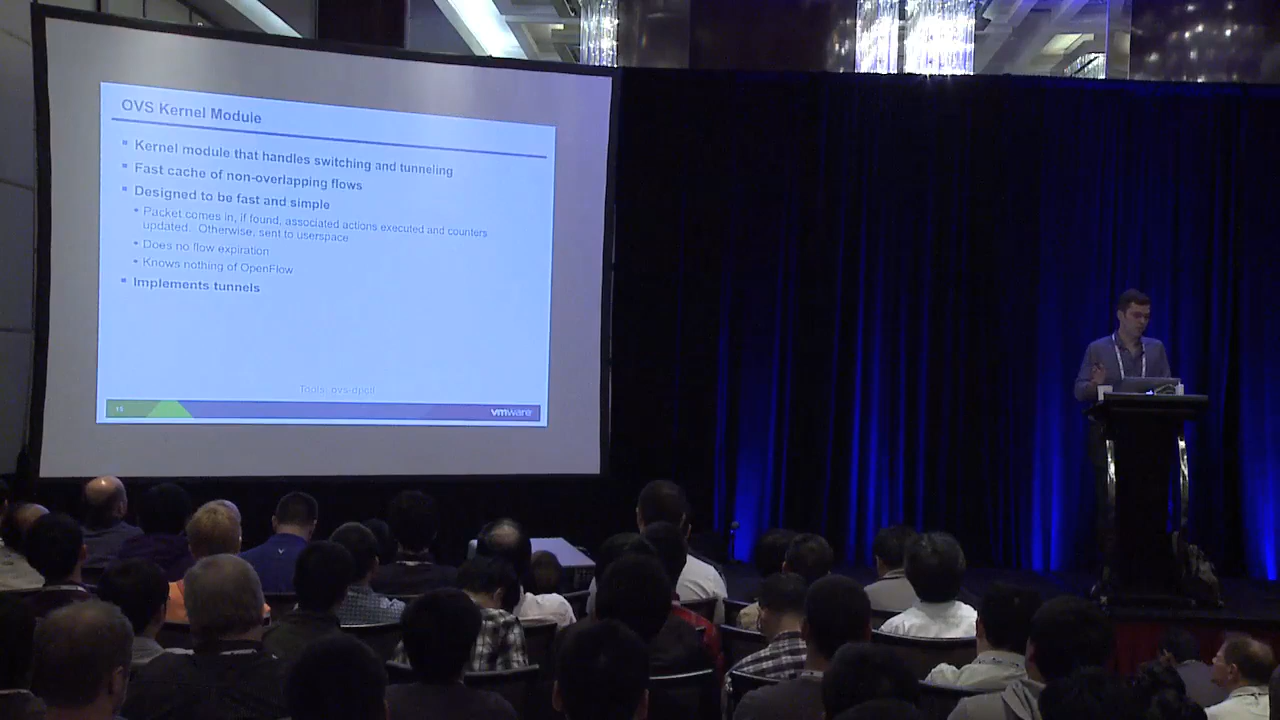 OVS Kernel Module
Kernel module that handles switching and tunneling
Fast cache of non-overlapping flows
Designed to be fast and simple
Packet comes in, if found, associated actions executed and counters
updated. Otherwise, sent to userspace
Does no flow expiration
Knows nothing of OpenFlow
Implements tunnels
Tools: ovs-dpctl
15
vmware